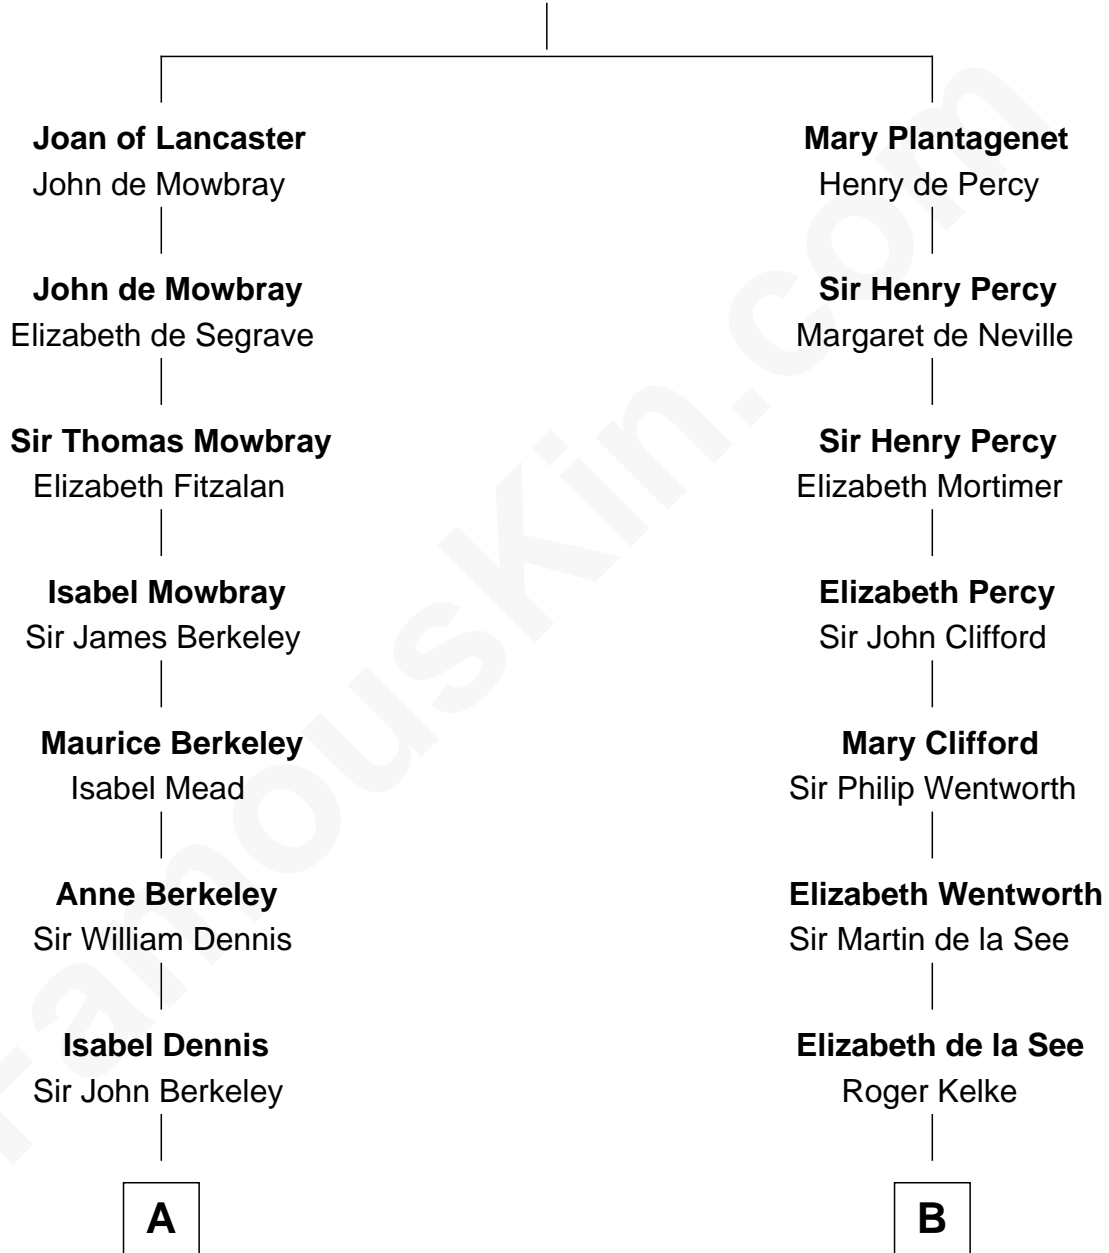 Joan of Lancaster
John de Mowbray
John de Mowbray
Elizabeth de Segrave
Sir Thomas Mowbray
Elizabeth Fitzalan
Isabel Mowbray
Sir James Berkeley
Maurice Berkeley
Isabel Mead
Anne Berkeley
Sir William Dennis
Isabel Dennis
Sir John Berkeley
A
Mary Plantagenet
Henry de Percy
Sir Henry Percy
Margaret de Neville
Sir Henry Percy
Elizabeth Mortimer
Elizabeth Percy
Sir John Clifford
Mary Clifford
Sir Philip Wentworth
Elizabeth Wentworth
Sir Martin de la See
Elizabeth de la See
Roger Kelke
B
FamousKin.com